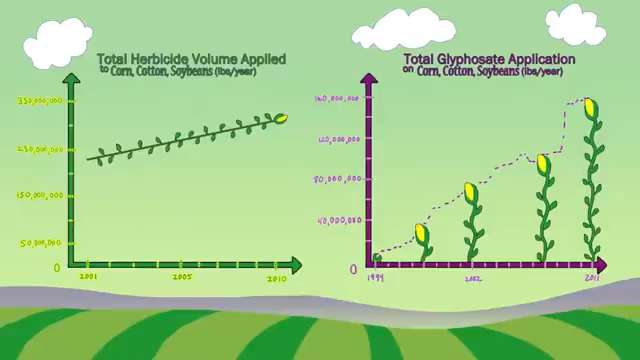 Total Herbicide Volume Applied
to Corn, Cotton, Soybeans (lbs/year)
350,000,000
250,000,000
150,000,000
50,000,000
0
2001 2005 2010
Total Glyphosate Application
on Corn, Cotton, Soybeans (lbs/year)
160,000,000
120,000,000
80,000,000
40,000,000
0
1994 2002 2011